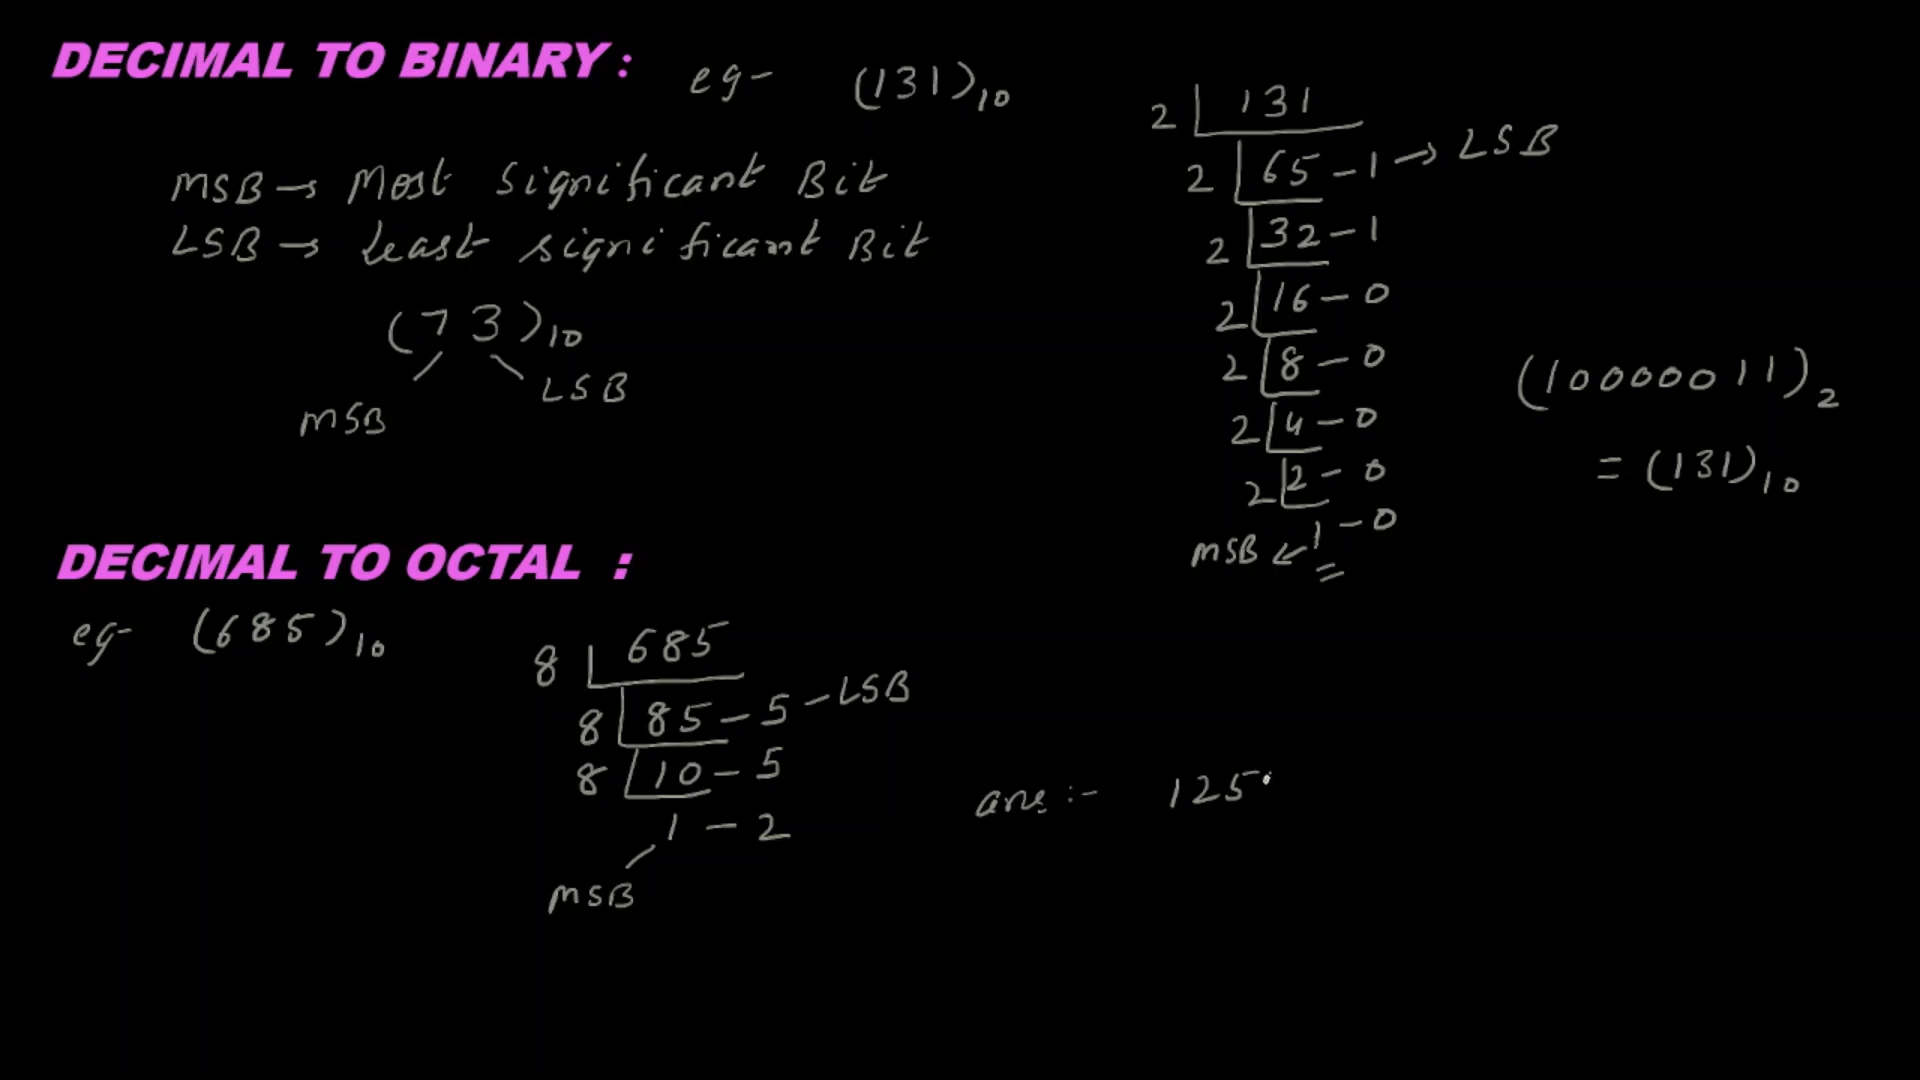 DECIMAL TO BINARY :
eg- (131)10
MSB → Most Significant Bit
LSB → Least significant Bit
(73)10
MSB LSB
2 | 131
2 | 65 - 1 → LSB
2 | 32 - 1
2 | 16 - 0
2 | 8 - 0
2 | 4 - 0
2 | 2 - 0
MSB ← 1 - 0
(10000011)2
= (131)10
DECIMAL TO OCTAL :
eg- (685)10
8 | 685
8 | 85 - 5 - LSB
8 | 10 - 5
1 - 2
MSB
ans :- 125